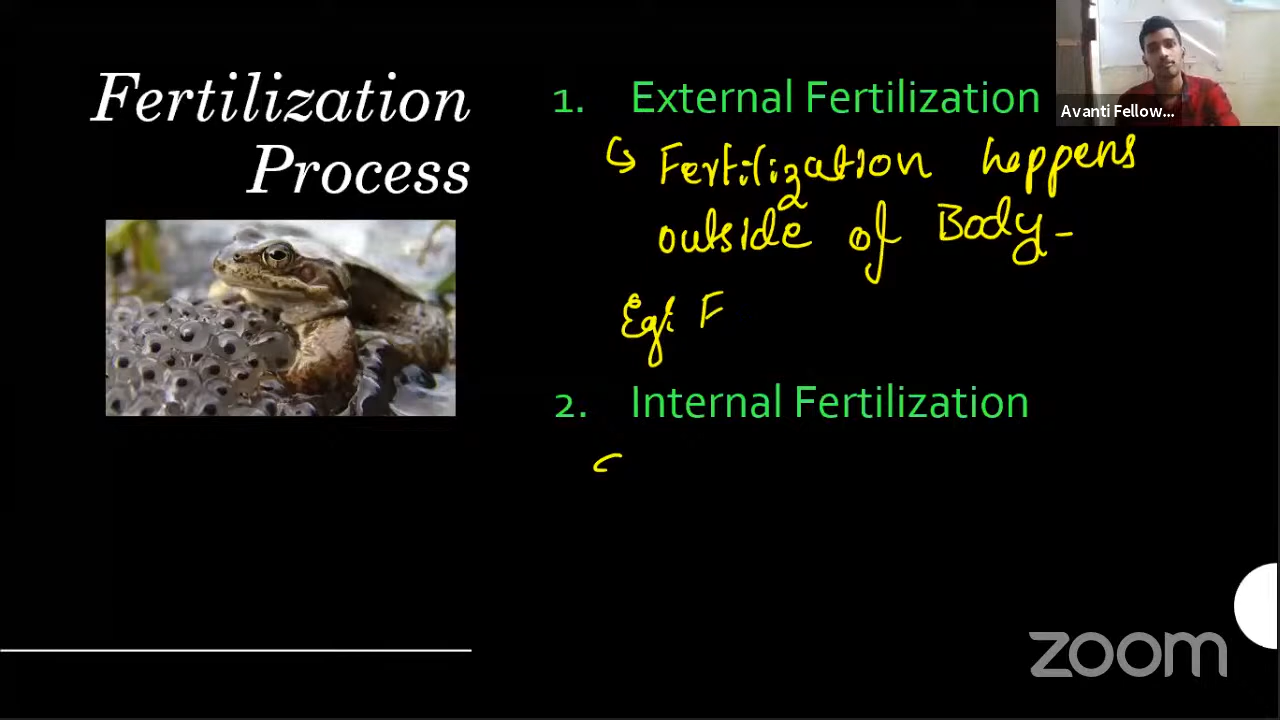 Fertilization
Process
1. External Fertilization
Avanti Fellow...
Fertilization happens
outside of Body-
Eg: F
2. Internal Fertilization
zoom